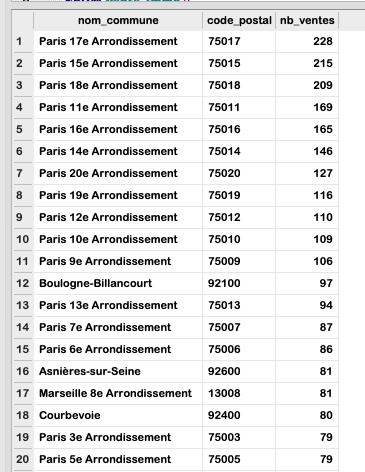 nom_commune code_postal nb_ventes
1 Paris 17e Arrondissement 75017 228
2 Paris 15e Arrondissement 75015 215
3 Paris 18e Arrondissement 75018 209
4 Paris 11e Arrondissement 75011 169
5 Paris 16e Arrondissement 75016 165
6 Paris 14e Arrondissement 75014 146
7 Paris 20e Arrondissement 75020 127
8 Paris 19e Arrondissement 75019 116
9 Paris 12e Arrondissement 75012 110
10 Paris 10e Arrondissement 75010 109
11 Paris 9e Arrondissement 75009 106
12 Boulogne-Billancourt 92100 97
13 Paris 13e Arrondissement 75013 94
14 Paris 7e Arrondissement 75007 87
15 Paris 6e Arrondissement 75006 86
16 Asnières-sur-Seine 92600 81
17 Marseille 8e Arrondissement 13008 81
18 Courbevoie 92400 80
19 Paris 3e Arrondissement 75003 79
20 Paris 5e Arrondissement 75005 79